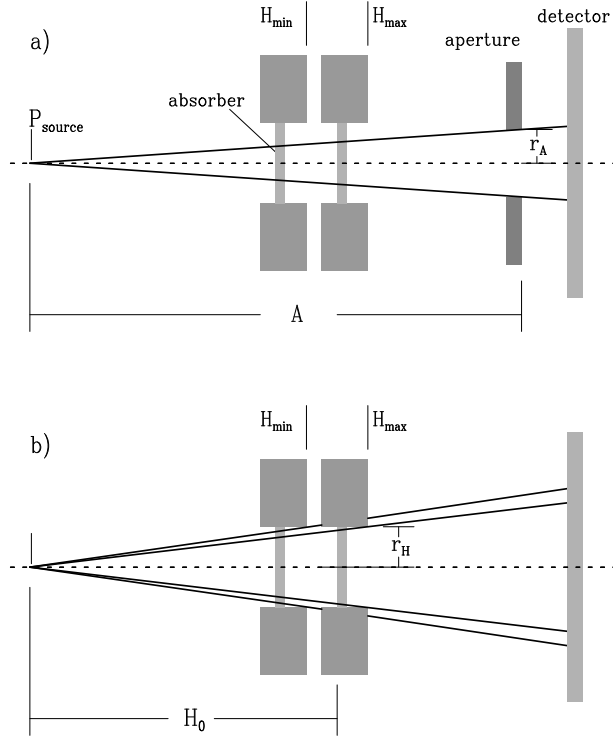 a)
H_min H_max
aperture
detector
absorber
P_source
r_A
A
b)
H_min H_max
r_H
H_0